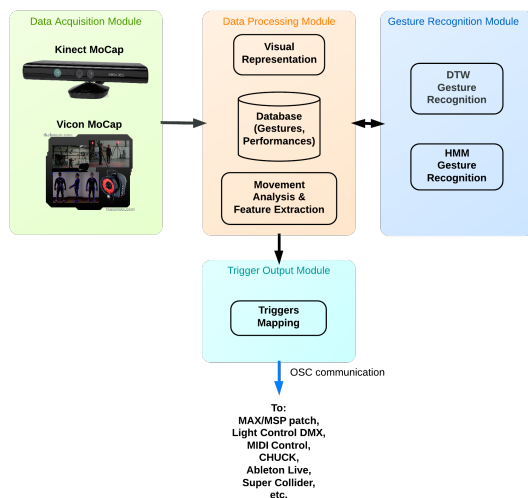 Data Acquisition Module
Kinect MoCap
Vicon MoCap
Data Processing Module
Visual
Representation
Database
(Gestures,
Performances)
Movement
Analysis &
Feature Extraction
Gesture Recognition Module
DTW
Gesture
Recognition
HMM
Gesture
Recognition
Trigger Output Module
Triggers
Mapping
OSC communication
To:
MAX/MSP patch,
Light Control DMX,
MIDI Control,
CHUCK,
Ableton Live,
Super Collider,
etc.